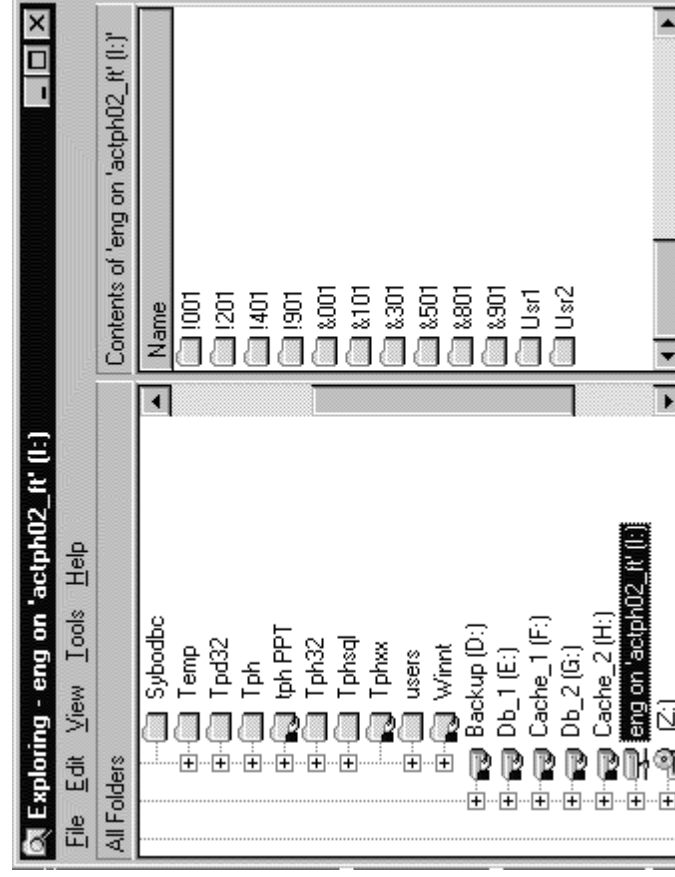 Exploring - eng on 'actph02_ft' (I:)
File Edit View Tools Help
All Folders
Contents of 'eng on 'actph02_ft' (I:)'
Sybodbc
Temp
Tpd32
Tph
tph PPT
Tph32
Tphsql
Tphxx
users
Winnt
Backup (D:)
Db_1 (E:)
Cache_1 (F:)
Db_2 (G:)
Cache_2 (H:)
eng on 'actph02_ft' (I:)
(Z:)
Name
!001
!201
!401
!901
&001
&101
&301
&501
&801
&901
Usr1
Usr2